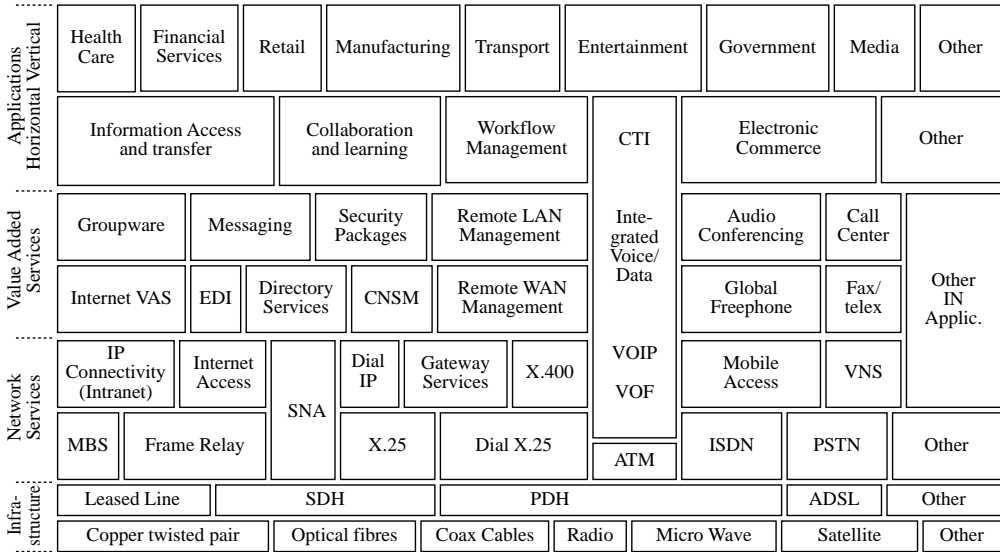 Applications
Horizontal Vertical
Health
Care
Financial
Services
Retail
Manufacturing
Transport
Entertainment
Government
Media
Other
Information Access
and transfer
Collaboration
and learning
Workflow
Management
CTI
Electronic
Commerce
Other
Value Added
Services
Groupware
Messaging
Security
Packages
Remote LAN
Management
Inte-
grated
Voice/
Data
Audio
Conferencing
Call
Center
Other
IN
Applic.
Internet VAS
EDI
Directory
Services
CNSM
Remote WAN
Management
Global
Freephone
Fax/
telex
Network
Services
IP
Connectivity
(Intranet)
Internet
Access
SNA
Dial
IP
Gateway
Services
X.400
VOIP
VOF
Mobile
Access
VNS
MBS
Frame Relay
X.25
Dial X.25
ATM
ISDN
PSTN
Other
Infra-
structure
Leased Line
SDH
PDH
ADSL
Other
Copper twisted pair
Optical fibres
Coax Cables
Radio
Micro Wave
Satellite
Other